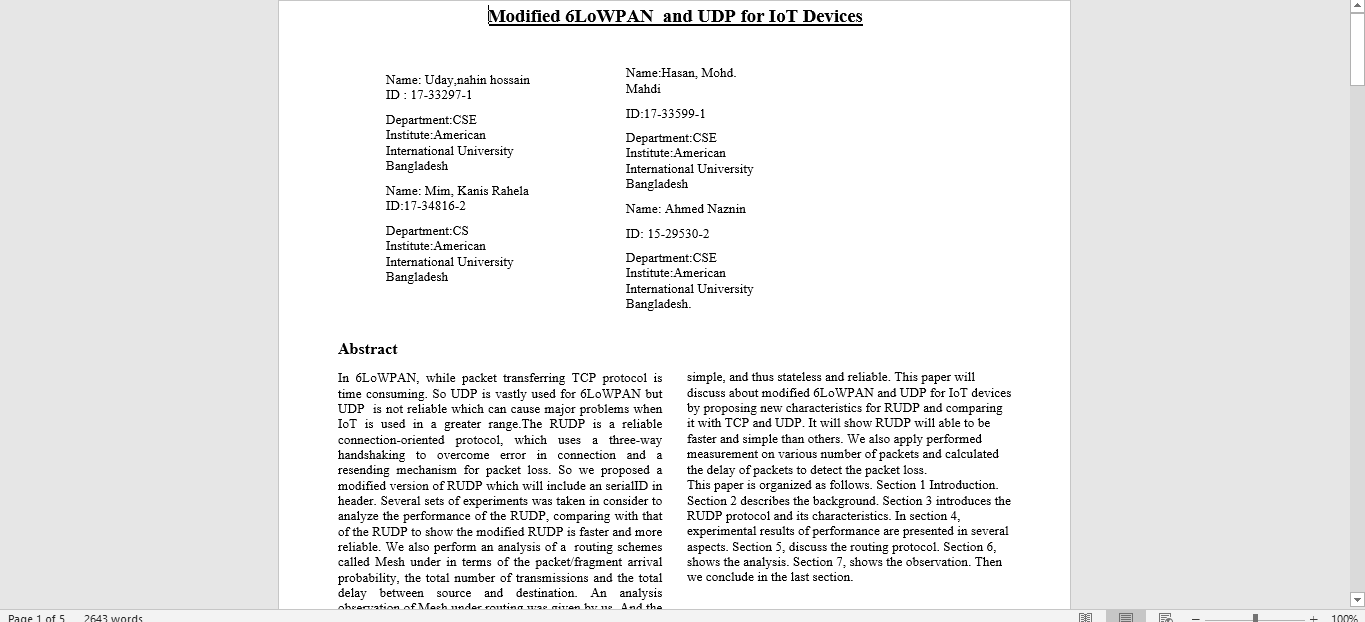 Modified 6LoWPAN and UDP for IoT Devices
Name: Uday,nahin hossain
ID : 17-33297-1
Department:CSE
Institute:American
International University
Bangladesh
Name: Mim, Kanis Rahela
ID:17-34816-2
Department:CS
Institute:American
International University
Bangladesh
Name:Hasan, Mohd.
Mahdi
ID:17-33599-1
Department:CSE
Institute:American
International University
Bangladesh
Name: Ahmed Naznin
ID: 15-29530-2
Department:CSE
Institute:American
International University
Bangladesh.
Abstract
In 6LoWPAN, while packet transferring TCP protocol is
time consuming. So UDP is vastly used for 6LoWPAN but
UDP is not reliable which can cause major problems when
IoT is used in a greater range.The RUDP is a reliable
connection-oriented protocol, which uses a three-way
handshaking to overcome error in connection and a
resending mechanism for packet loss. So we proposed a
modified version of RUDP which will include an serialID in
header. Several sets of experiments was taken in consider to
analyze the performance of the RUDP, comparing with that
of the RUDP to show the modified RUDP is faster and more
reliable. We also perform an analysis of a routing schemes
called Mesh under in terms of the packet/fragment arrival
probability, the total number of transmissions and the total
delay between source and destination. An analysis
observation of Mesh under routing was given by us. And the
simple, and thus stateless and reliable. This paper will
discuss about modified 6LoWPAN and UDP for IoT devices
by proposing new characteristics for RUDP and comparing
it with TCP and UDP. It will show RUDP will able to be
faster and simple than others. We also apply performed
measurement on various number of packets and calculated
the delay of packets to detect the packet loss.
This paper is organized as follows. Section 1 Introduction.
Section 2 describes the background. Section 3 introduces the
RUDP protocol and its characteristics. In section 4,
experimental results of performance are presented in several
aspects. Section 5, discuss the routing protocol. Section 6,
shows the analysis. Section 7, shows the observation. Then
we conclude in the last section.
Page 1 of 5 2643 words
100%